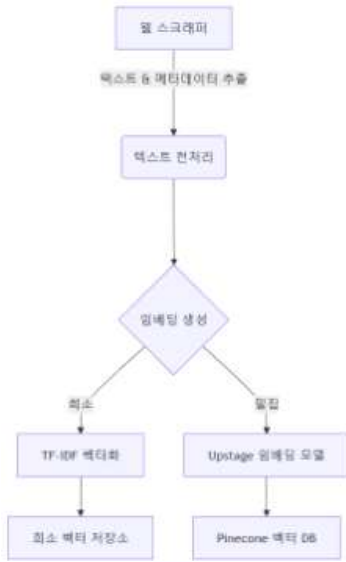 웹 스크래퍼
텍스트 & 메타데이터 추출
텍스트 전처리
임베딩 생성
희소
밀집
TF-IDF 벡터화
Upstage 임베딩 모델
희소 벡터 저장소
Pinecone 벡터 DB